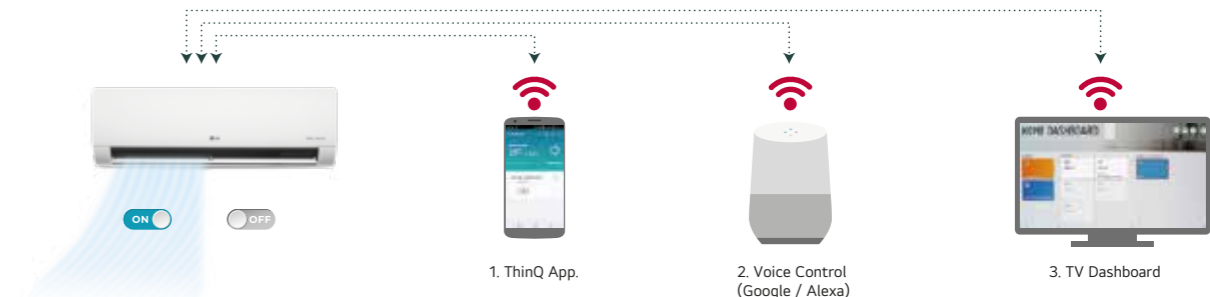 HOME DASHBOARD
ON
OFF
1. ThinQ App.
2. Voice Control
(Google / Alexa)
3. TV Dashboard